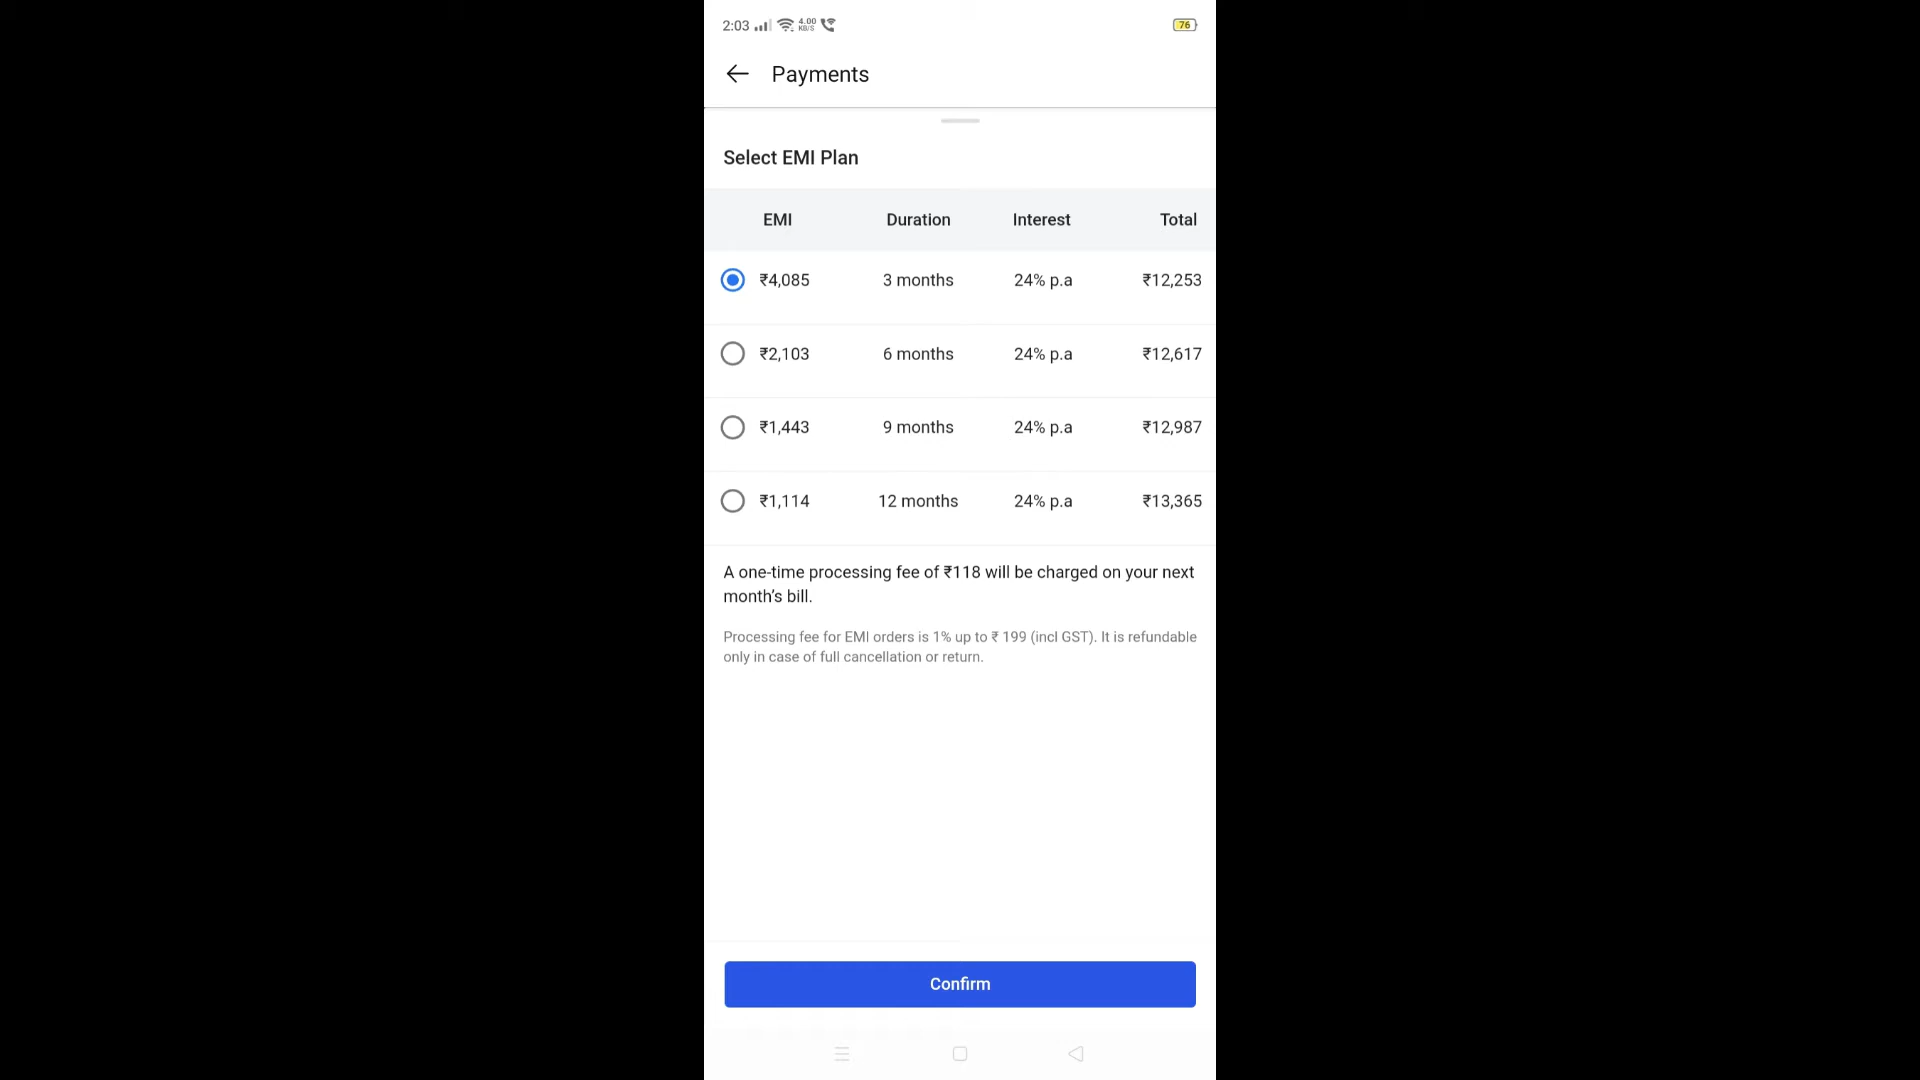 2:03 4.00 KB/S 76
Payments
Select EMI Plan
EMI Duration Interest Total
₹4,085 3 months 24% p.a ₹12,253
₹2,103 6 months 24% p.a ₹12,617
₹1,443 9 months 24% p.a ₹12,987
₹1,114 12 months 24% p.a ₹13,365
A one-time processing fee of ₹118 will be charged on your next
month’s bill.
Processing fee for EMI orders is 1% up to ₹ 199 (incl GST). It is refundable
only in case of full cancellation or return.
Confirm